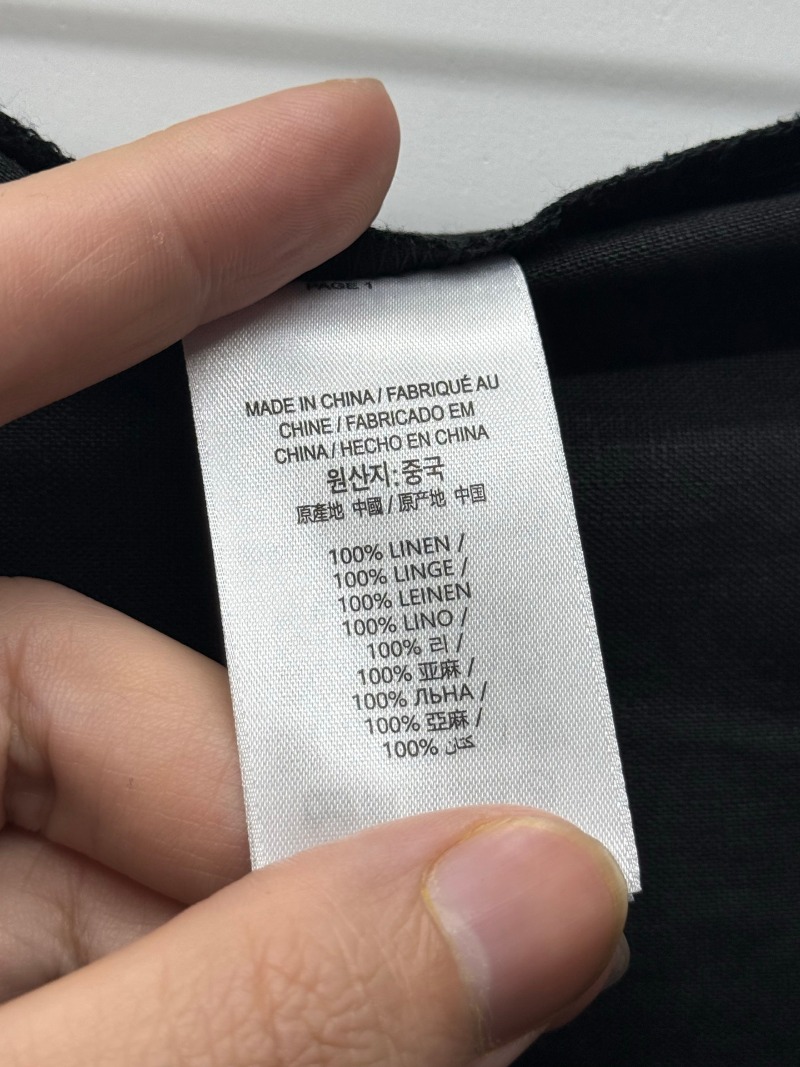 PAGE 1
MADE IN CHINA / FABRIQUÉ AU
CHINE / FABRICADO EM
CHINA / HECHO EN CHINA
원산지:중국
原產地 中國 / 原产地 中国
100% LINEN /
100% LINGE /
100% LEINEN
100% LINO /
100% 리 /
100% 亚麻 /
100% ЛЬНА /
100% 亞麻 /
100% كتان